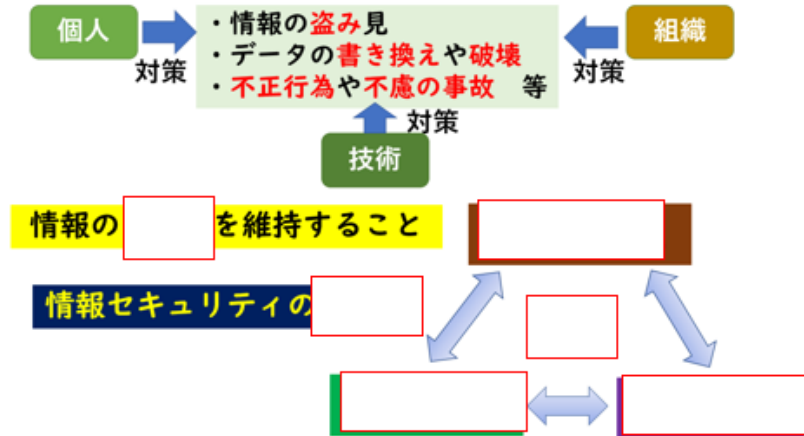 個人
・情報の盗み見
・データの書き換えや破壊
・不正行為や不慮の事故　等
組織
対策
対策
対策
技術
情報の
を維持すること
情報セキュリティの